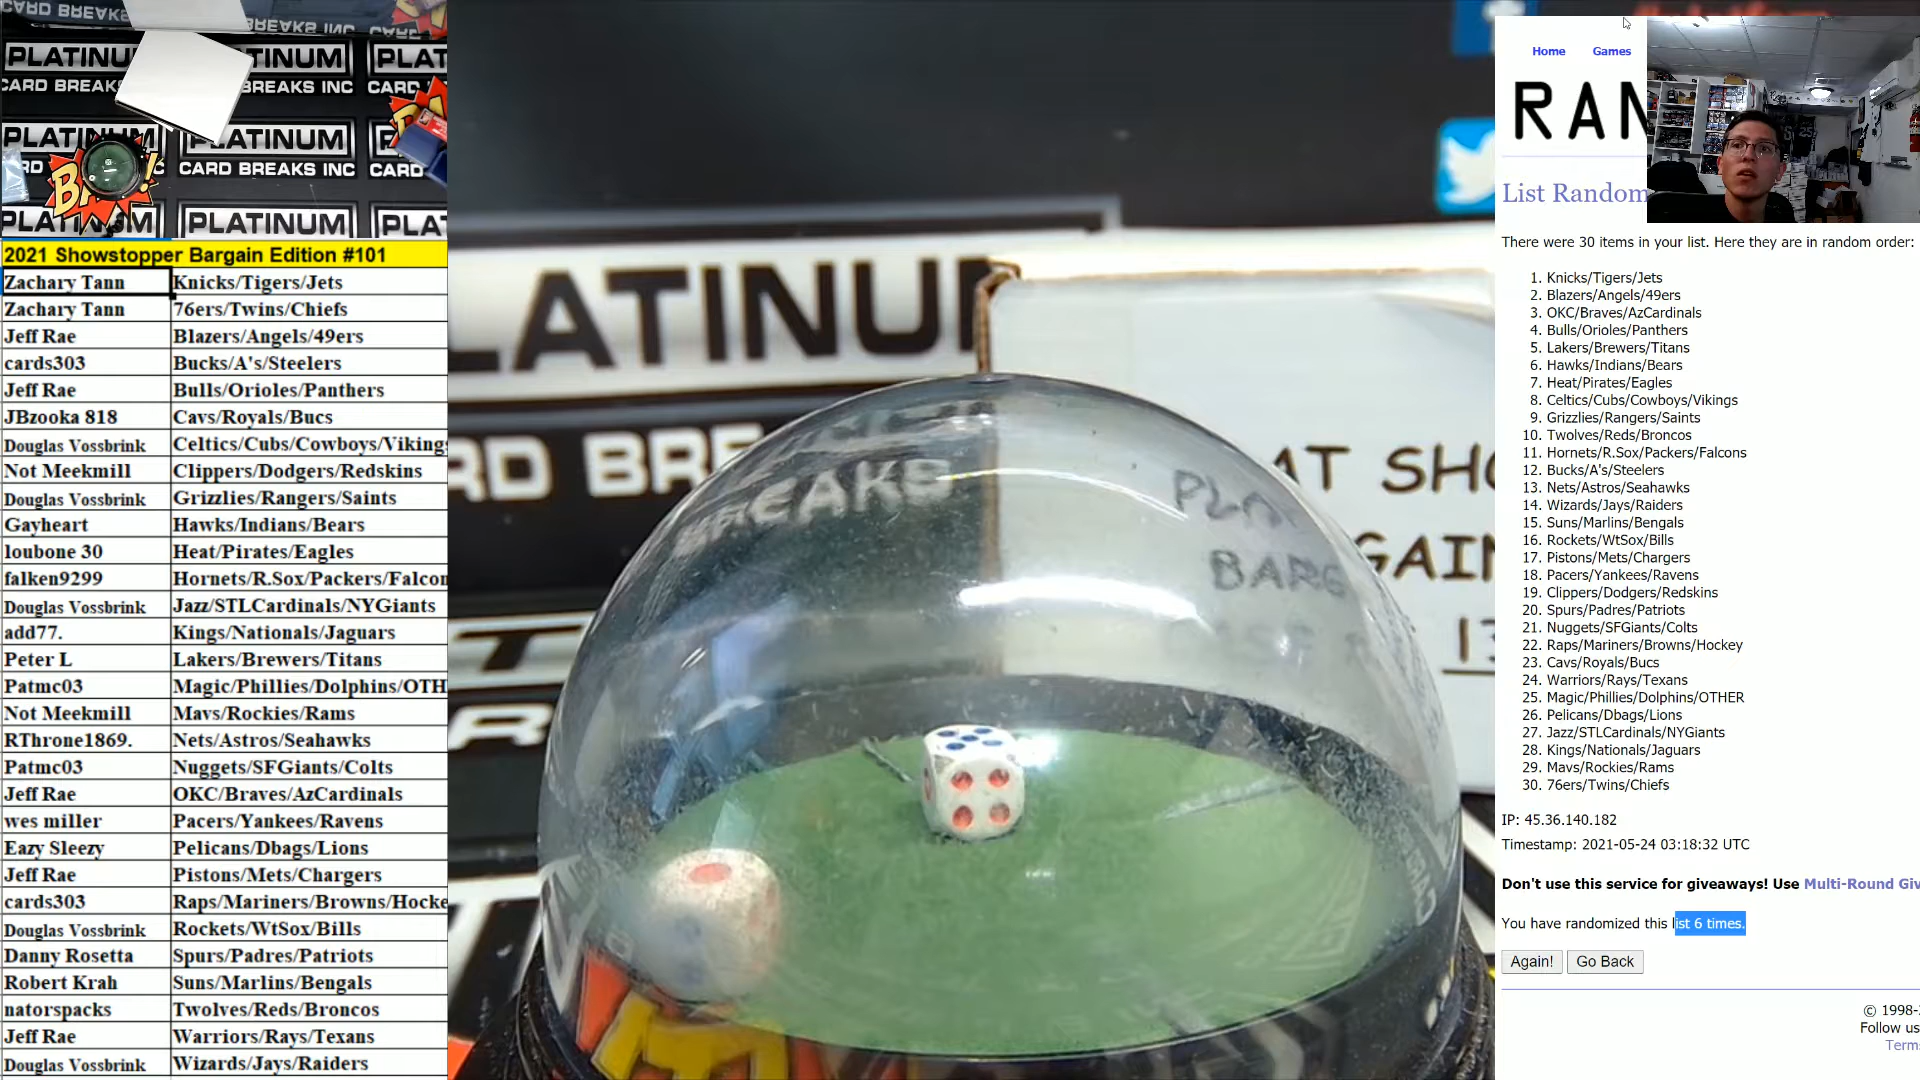 PLATINUM
CARD BREAKS INC
PLATINUM
CARD BREAKS INC
PLATINUM
2021 Showstopper Bargain Edition #101
Zachary Tann Knicks/Tigers/Jets
Zachary Tann 76ers/Twins/Chiefs
Jeff Rae Blazers/Angels/49ers
cards303 Bucks/A's/Steelers
Jeff Rae Bulls/Orioles/Panthers
JBzooka 818 Cavs/Royals/Bucs
Douglas Vossbrink Celtics/Cubs/Cowboys/Vikings
Not Meekmill Clippers/Dodgers/Redskins
Douglas Vossbrink Grizzlies/Rangers/Saints
Gayheart Hawks/Indians/Bears
loubone 30 Heat/Pirates/Eagles
falken9299 Hornets/R.Sox/Packers/Falcon
Douglas Vossbrink Jazz/STLCardinals/NYGiants
add77. Kings/Nationals/Jaguars
Peter L Lakers/Brewers/Titans
Patmc03 Magic/Phillies/Dolphins/OTH
Not Meekmill Mavs/Rockies/Rams
RThrone1869. Nets/Astros/Seahawks
Patmc03 Nuggets/SFGiants/Colts
Jeff Rae OKC/Braves/AzCardinals
wes miller Pacers/Yankees/Ravens
Eazy Sleezy Pelicans/Dbags/Lions
Jeff Rae Pistons/Mets/Chargers
cards303 Raps/Mariners/Browns/Hocke
Douglas Vossbrink Rockets/WtSox/Bills
Danny Rosetta Spurs/Padres/Patriots
Robert Krah Suns/Marlins/Bengals
natorspacks Twolves/Reds/Broncos
Jeff Rae Warriors/Rays/Texans
Douglas Vossbrink Wizards/Jays/Raiders
LATINU
RD BRE
BREAKS
AT SHO
BARG
GAIN
Home Games
RAN
List Random
There were 30 items in your list. Here they are in random order:
1. Knicks/Tigers/Jets
2. Blazers/Angels/49ers
3. OKC/Braves/AzCardinals
4. Bulls/Orioles/Panthers
5. Lakers/Brewers/Titans
6. Hawks/Indians/Bears
7. Heat/Pirates/Eagles
8. Celtics/Cubs/Cowboys/Vikings
9. Grizzlies/Rangers/Saints
10. Twolves/Reds/Broncos
11. Hornets/R.Sox/Packers/Falcons
12. Bucks/A's/Steelers
13. Nets/Astros/Seahawks
14. Wizards/Jays/Raiders
15. Suns/Marlins/Bengals
16. Rockets/WtSox/Bills
17. Pistons/Mets/Chargers
18. Pacers/Yankees/Ravens
19. Clippers/Dodgers/Redskins
20. Spurs/Padres/Patriots
21. Nuggets/SFGiants/Colts
22. Raps/Mariners/Browns/Hockey
23. Cavs/Royals/Bucs
24. Warriors/Rays/Texans
25. Magic/Phillies/Dolphins/OTHER
26. Pelicans/Dbags/Lions
27. Jazz/STLCardinals/NYGiants
28. Kings/Nationals/Jaguars
29. Mavs/Rockies/Rams
30. 76ers/Twins/Chiefs
IP: 45.36.140.182
Timestamp: 2021-05-24 03:18:32 UTC
Don't use this service for giveaways! Use Multi-Round Giv
You have randomized this list 6 times.
Again! Go Back
© 1998-2
Follow us
Terms